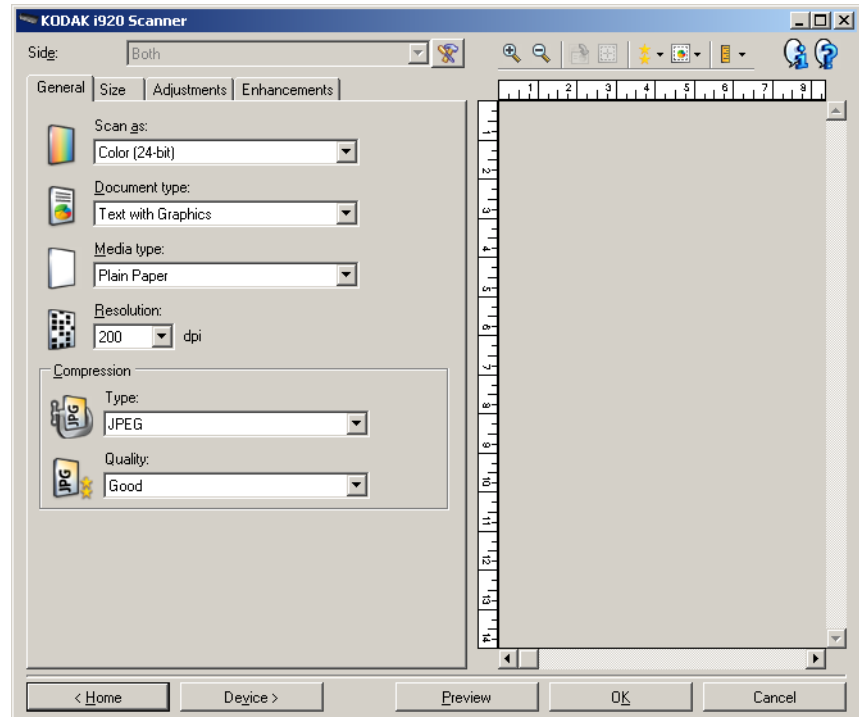 KODAK i920 Scanner
Side: Both
General Size Adjustments Enhancements
Scan as:
Color (24-bit)
Document type:
Text with Graphics
Media type:
Plain Paper
Resolution:
200 dpi
Compression
Type:
JPG JPEG
Quality:
JPG Good
1 2 3 4 5 6 7 8
1
2
3
4
5
6
7
8
9
10
11
12
13
14
< Home Device > Preview OK Cancel